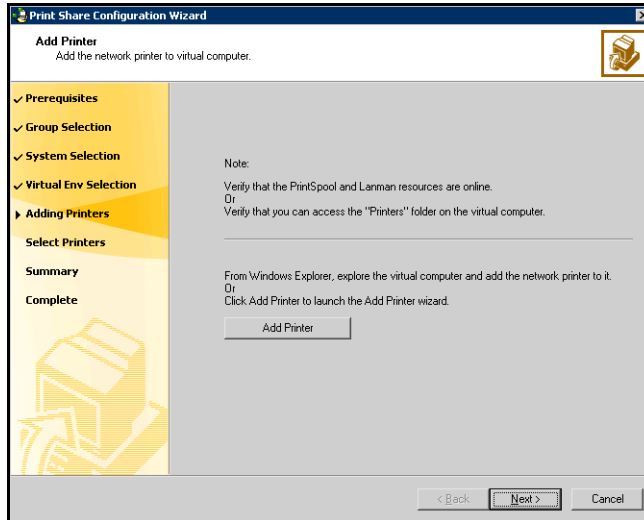 Print Share Configuration Wizard
Add Printer
Add the network printer to virtual computer.
Prerequisites
Group Selection
System Selection
Virtual Env Selection
Adding Printers
Select Printers
Summary
Complete
Note:
Verify that the PrintSpool and Lanman resources are online.
Or
Verify that you can access the "Printers" folder on the virtual computer.
From Windows Explorer, explore the virtual computer and add the network printer to it.
Or
Click Add Printer to launch the Add Printer wizard.
Add Printer
< Back Next > Cancel